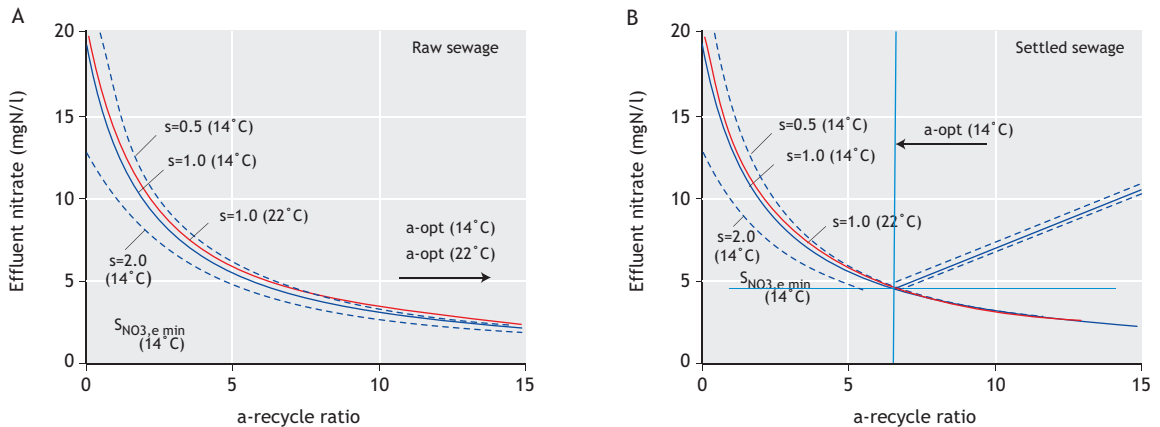 A
Effluent nitrate (mgN/l)
20
15
10
5
0
Raw sewage
s=0.5 (14˚C)
s=1.0 (14˚C)
s=1.0 (22˚C)
s=2.0
(14˚C)
a-opt (14˚C)
a-opt (22˚C)
SNO3,e min
(14˚C)
0 5 10 15
a-recycle ratio
B
Effluent nitrate (mgN/l)
20
15
10
5
0
Settled sewage
a-opt (14˚C)
s=0.5 (14˚C)
s=1.0 (14˚C)
s=1.0 (22˚C)
s=2.0
(14˚C)
SNO3,e min
(14˚C)
0 5 10 15
a-recycle ratio